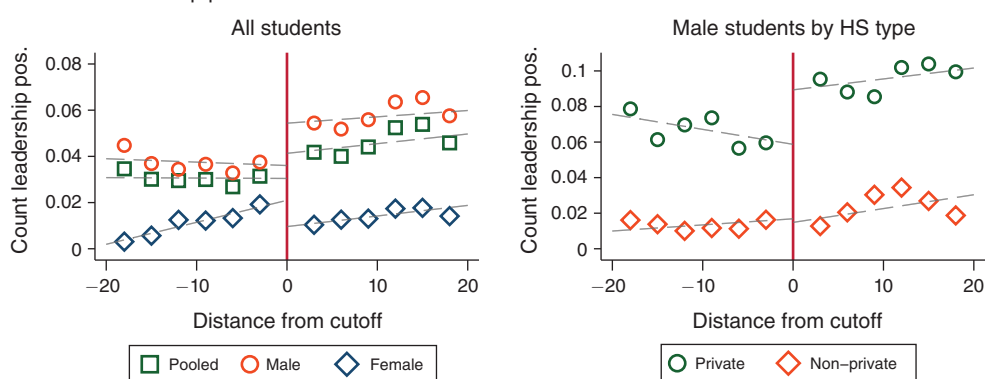 All students
Count leadership pos.
0.08
0.06
0.04
0.02
0
−20
−10
0
10
20
Distance from cutoff
Pooled
Male
Female
Male students by HS type
Count leadership pos.
0.1
0.08
0.06
0.04
0.02
0
−20
−10
0
10
20
Distance from cutoff
Private
Non−private